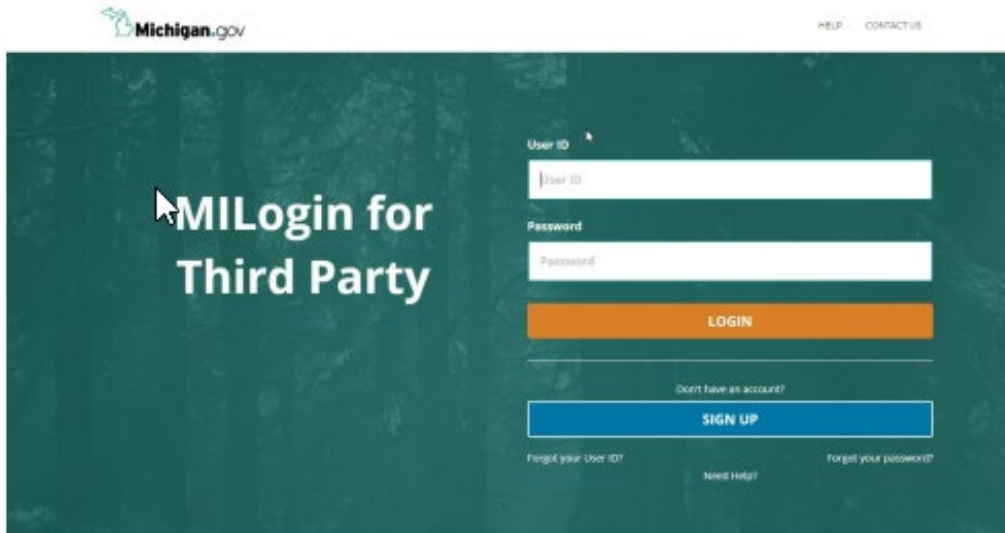 Michigan.gov
HELP CONTACT US
MILogin for
Third Party
User ID
User ID
Password
Password
LOGIN
Don't have an account?
SIGN UP
Forgot your User ID? Forgot your password?
Need Help?